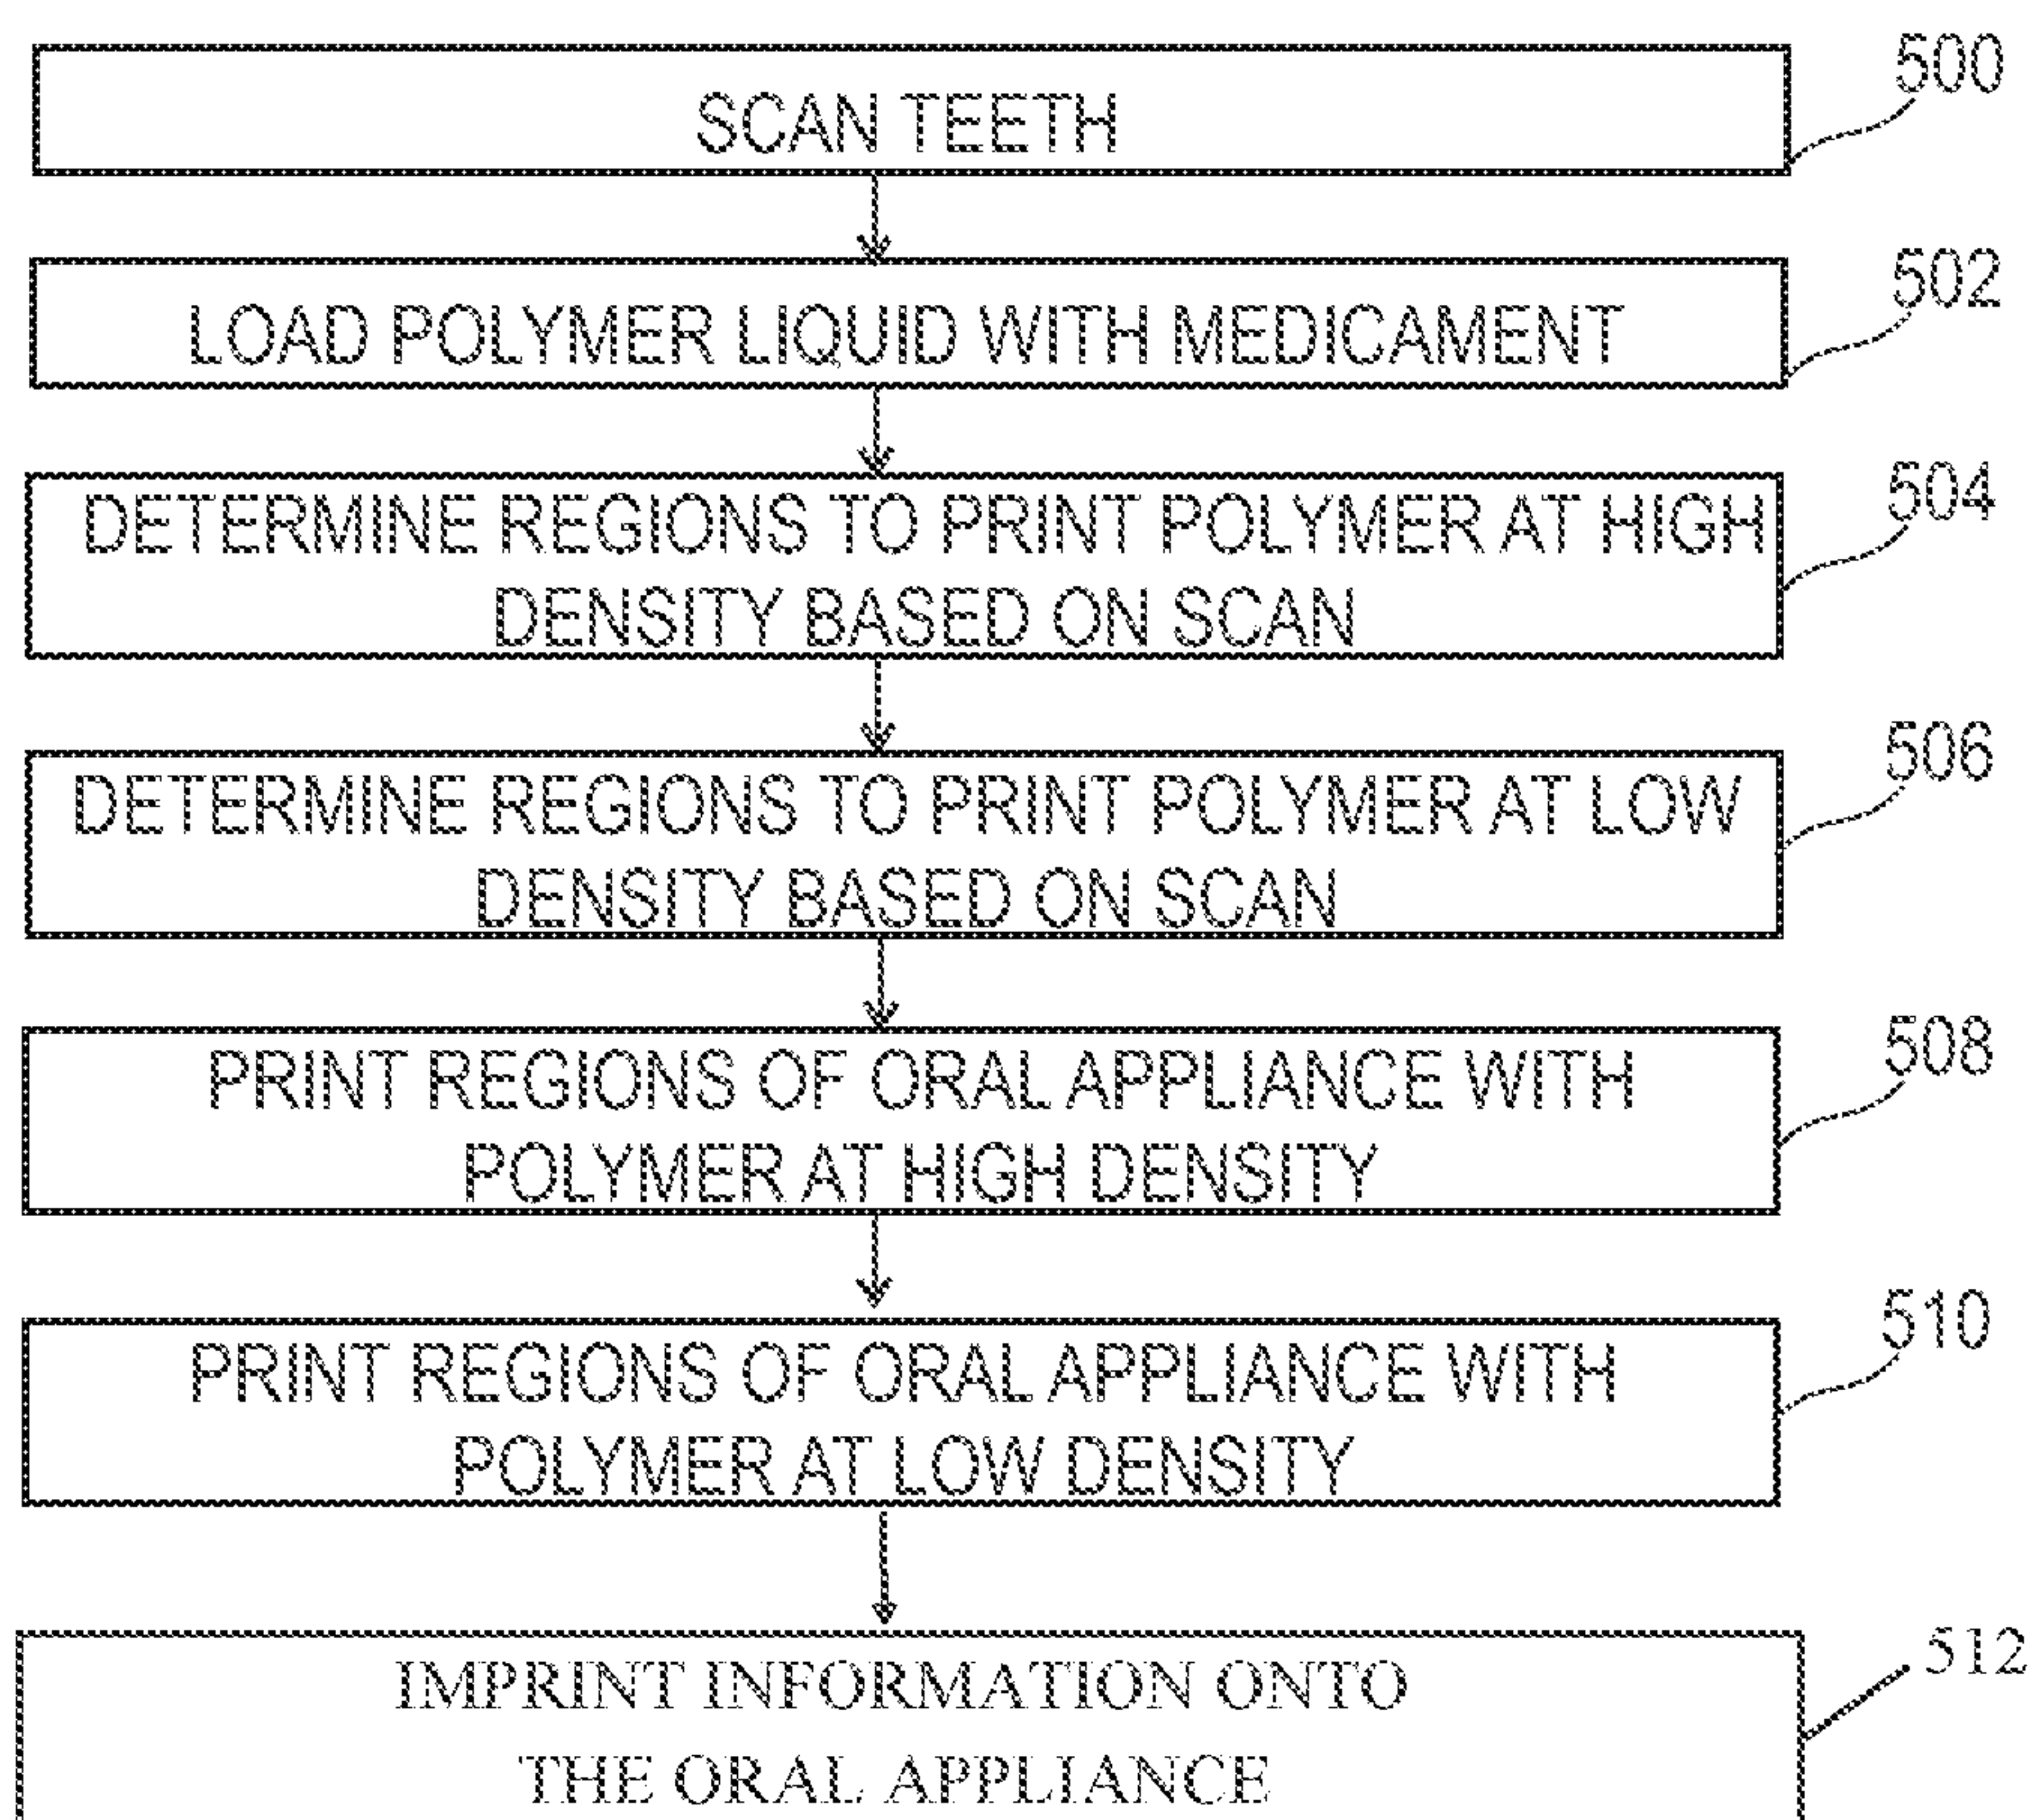 SCAN TEETH
500
LOAD POLYMER LIQUID WITH MEDICAMENT
502
DETERMINE REGIONS TO PRINT POLYMER AT HIGH
DENSITY BASED ON SCAN
504
DETERMINE REGIONS TO PRINT POLYMER AT LOW
DENSITY BASED ON SCAN
506
PRINT REGIONS OF ORAL APPLIANCE WITH
POLYMER AT HIGH DENSITY
508
PRINT REGIONS OF ORAL APPLIANCE WITH
POLYMER AT LOW DENSITY
510
IMPRINT INFORMATION ONTO
THE ORAL APPLIANCE
512